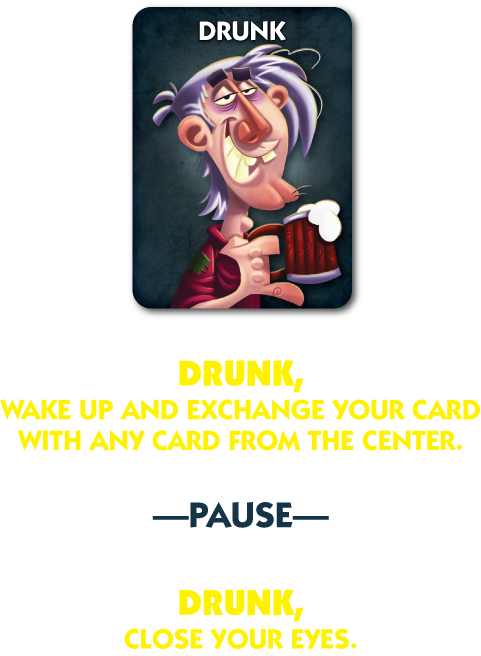 DRUNK
DRUNK,
WAKE UP AND EXCHANGE YOUR CARD
WITH ANY CARD FROM THE CENTER.
—PAUSE—
DRUNK,
CLOSE YOUR EYES.